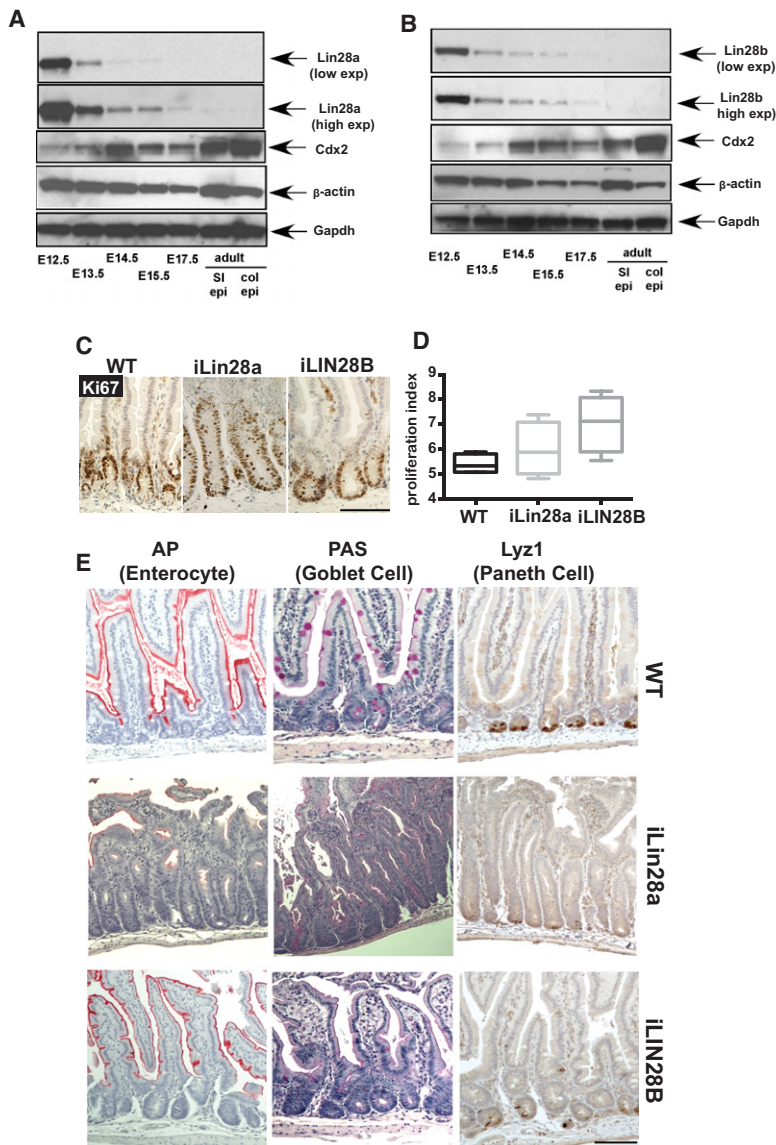 A
Lin28a
(low exp)
Lin28a
(high exp)
Cdx2
β-actin
Gapdh
E12.5
E13.5
E14.5
E15.5
E17.5
adult
SI
epi
col
epi
B
Lin28b
(low exp)
Lin28b
high exp)
Cdx2
β-actin
Gapdh
E12.5
E13.5
E14.5
E15.5
E17.5
adult
SI
epi
col
epi
C
WT
iLin28a
iLIN28B
Ki67
D
proliferation index
9
8
7
6
5
4
WT
iLin28a
iLIN28B
E
AP
(Enterocyte)
PAS
(Goblet Cell)
Lyz1
(Paneth Cell)
WT
iLin28a
iLIN28B